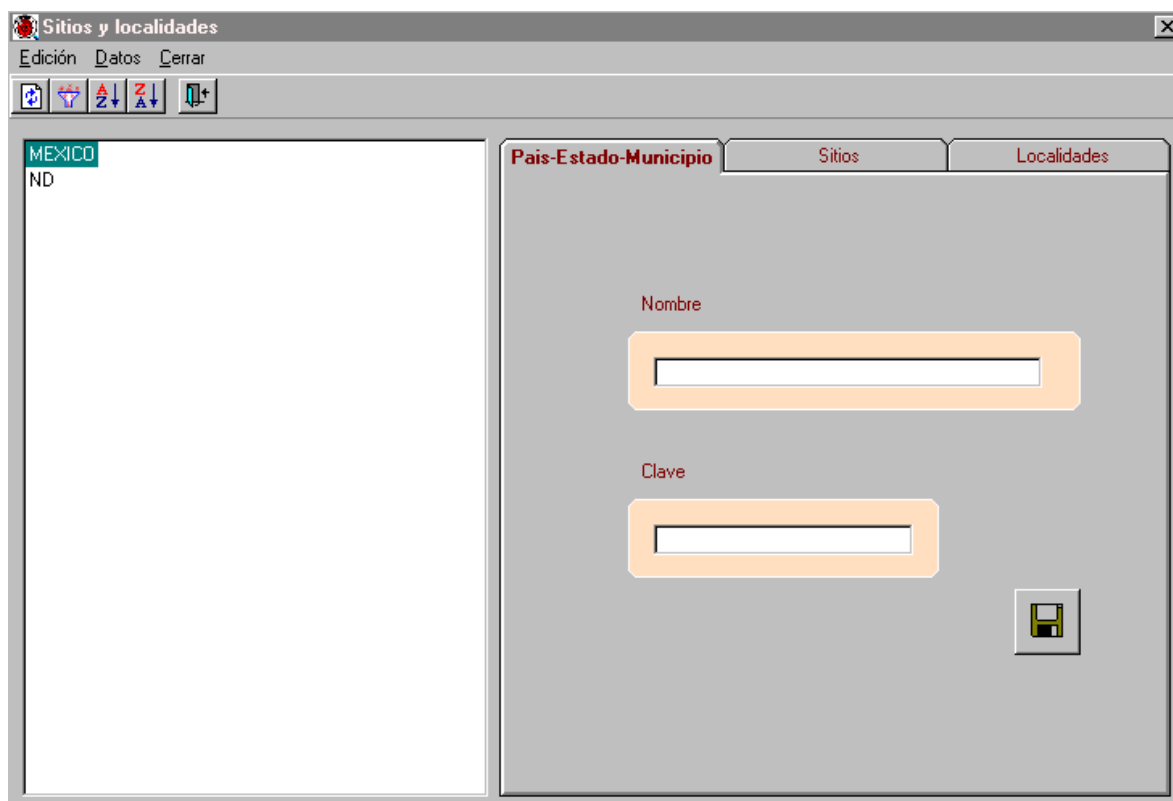 Sitios y localidades
Edición Datos Cerrar
MEXICO
ND
Pais-Estado-Municipio Sitios Localidades
Nombre
Clave